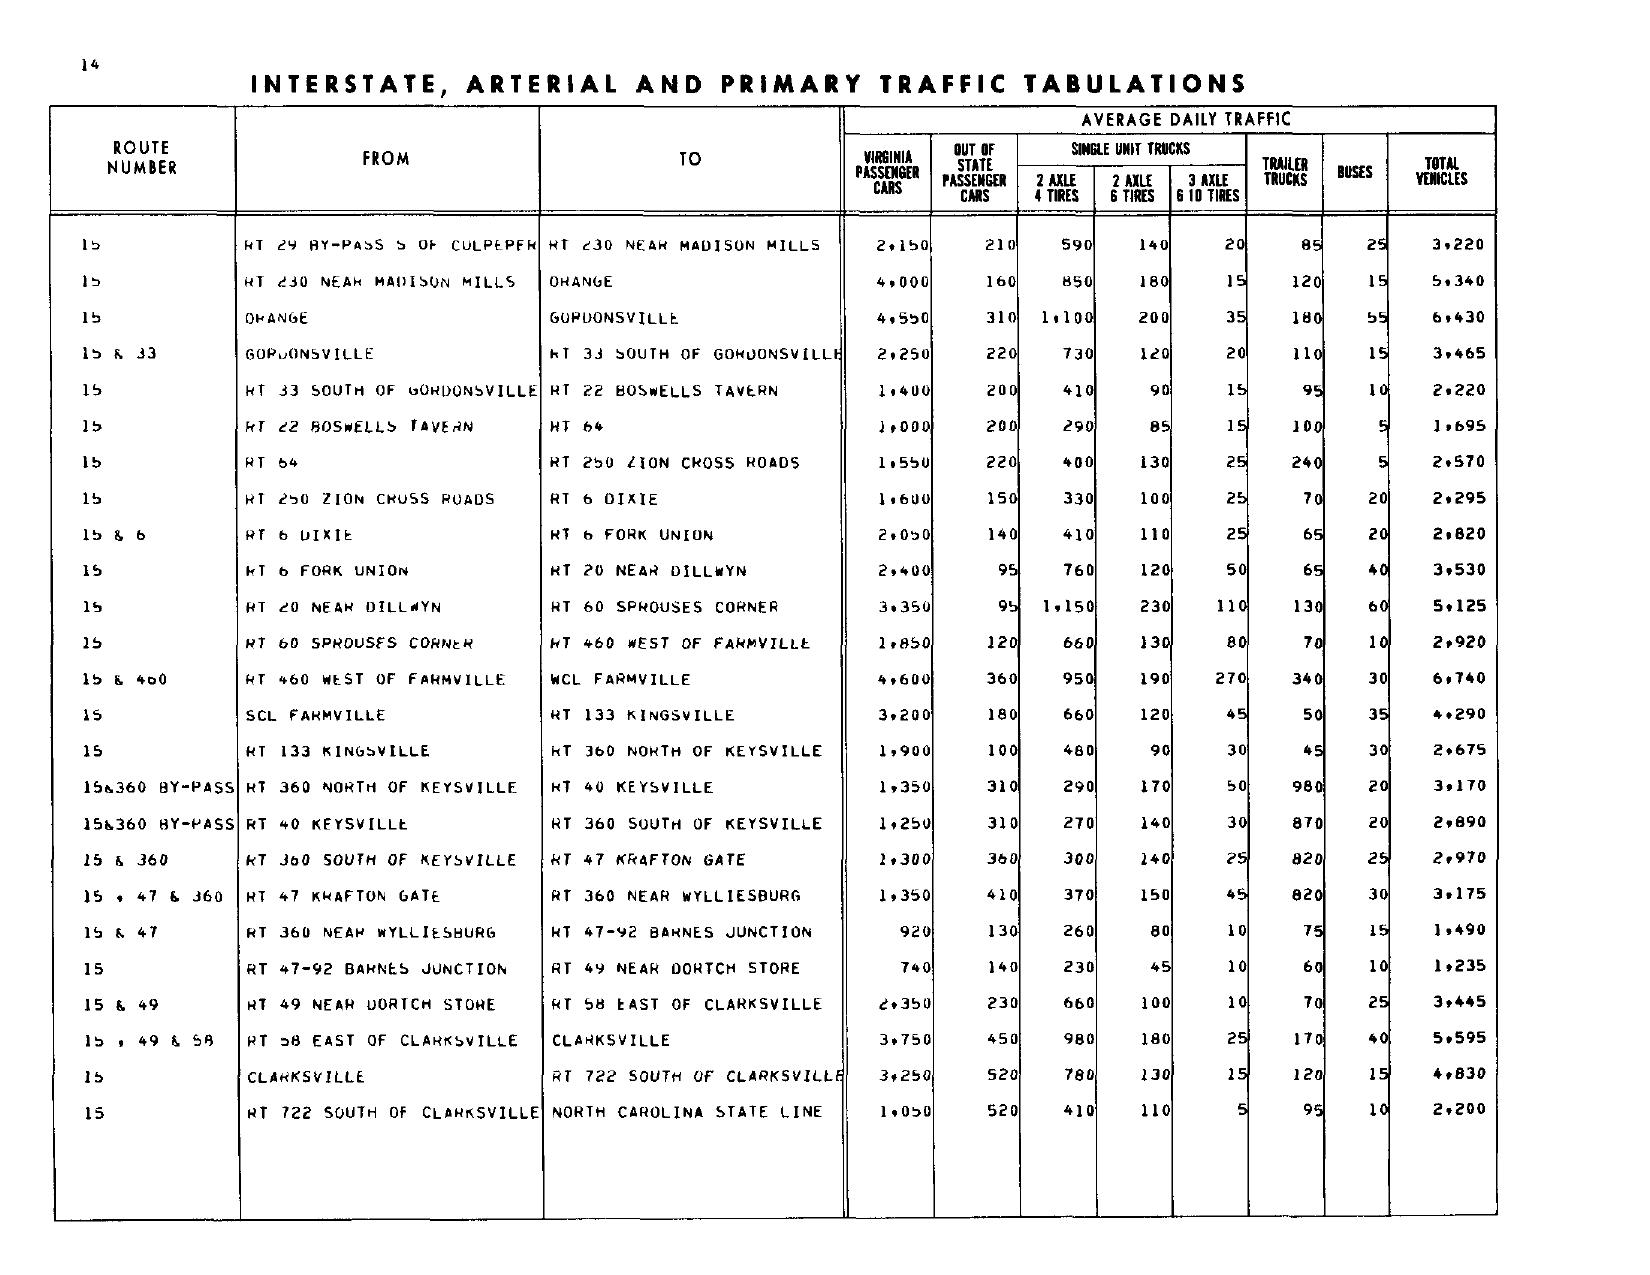 14
INTERSTATE, ARTERIAL AND PRIMARY TRAFFIC TABULATIONS
ROUTE NUMBER FROM TO AVERAGE DAILY TRAFFIC
VIRGINIA PASSENGER CARS OUT OF STATE PASSENGER CARS SINGLE UNIT TRUCKS 2 AXLE 4 TIRES 2 AXLE 6 TIRES 3 AXLE 6 10 TIRES TRAILER TRUCKS BUSES TOTAL VEHICLES
15 RT 29 BY-PASS S OF CULPEPER RT 230 NEAR MADISON MILLS 2,150 210 590 140 20 85 25 3,220
15 RT 230 NEAR MADISON MILLS ORANGE 4,000 160 850 180 15 120 15 5,340
15 ORANGE GORDONSVILLE 4,550 310 1,100 200 35 180 55 6,430
15 & 33 GORDONSVILLE RT 33 SOUTH OF GORDONSVILLE 2,250 220 730 120 20 110 15 3,465
15 RT 33 SOUTH OF GORDONSVILLE RT 22 BOSWELLS TAVERN 1,400 200 410 90 15 95 10 2,220
15 RT 22 BOSWELLS TAVERN RT 64 1,000 200 290 85 15 100 5 1,695
15 RT 64 RT 250 ZION CROSS ROADS 1,550 220 400 130 25 240 5 2,570
15 RT 250 ZION CROSS ROADS RT 6 DIXIE 1,600 150 330 100 25 70 20 2,295
15 & 6 RT 6 DIXIE RT 6 FORK UNION 2,050 140 410 110 25 65 20 2,820
15 RT 6 FORK UNION RT 20 NEAR DILLWYN 2,400 95 760 120 50 65 40 3,530
15 RT 20 NEAR DILLWYN RT 60 SPROUSES CORNER 3,350 95 1,150 230 110 130 60 5,125
15 RT 60 SPROUSES CORNER RT 460 WEST OF FARMVILLE 1,850 120 660 130 80 70 10 2,920
15 & 460 RT 460 WEST OF FARMVILLE WCL FARMVILLE 4,600 360 950 190 270 340 30 6,740
15 SCL FARMVILLE RT 133 KINGSVILLE 3,200 180 660 120 45 50 35 4,290
15 RT 133 KINGSVILLE RT 360 NORTH OF KEYSVILLE 1,900 100 480 90 30 45 30 2,675
15&360 BY-PASS RT 360 NORTH OF KEYSVILLE RT 40 KEYSVILLE 1,350 310 290 170 50 980 20 3,170
15&360 BY-PASS RT 40 KEYSVILLE RT 360 SOUTH OF KEYSVILLE 1,250 310 270 140 30 870 20 2,890
15 & 360 RT 360 SOUTH OF KEYSVILLE RT 47 KRAFTON GATE 1,300 360 300 140 25 820 25 2,970
15 , 47 & 360 RT 47 KRAFTON GATE RT 360 NEAR WYLLIESBURG 1,350 410 370 150 45 820 30 3,175
15 & 47 RT 360 NEAR WYLLIESBURG RT 47-92 BARNES JUNCTION 920 130 260 80 10 75 15 1,490
15 RT 47-92 BARNES JUNCTION RT 49 NEAR DORTCH STORE 740 140 230 45 10 60 10 1,235
15 & 49 RT 49 NEAR DORTCH STORE RT 58 EAST OF CLARKSVILLE 2,350 230 660 100 10 70 25 3,445
15 , 49 & 58 RT 58 EAST OF CLARKSVILLE CLARKSVILLE 3,750 450 980 180 25 170 40 5,595
15 CLARKSVILLE RT 722 SOUTH OF CLARKSVILLE 3,250 520 780 130 15 120 15 4,830
15 RT 722 SOUTH OF CLARKSVILLE NORTH CAROLINA STATE LINE 1,050 520 410 110 5 95 10 2,200